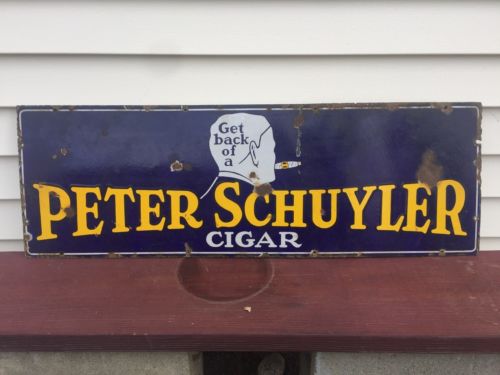 Get
back
of
a
PETER SCHUYLER
CIGAR